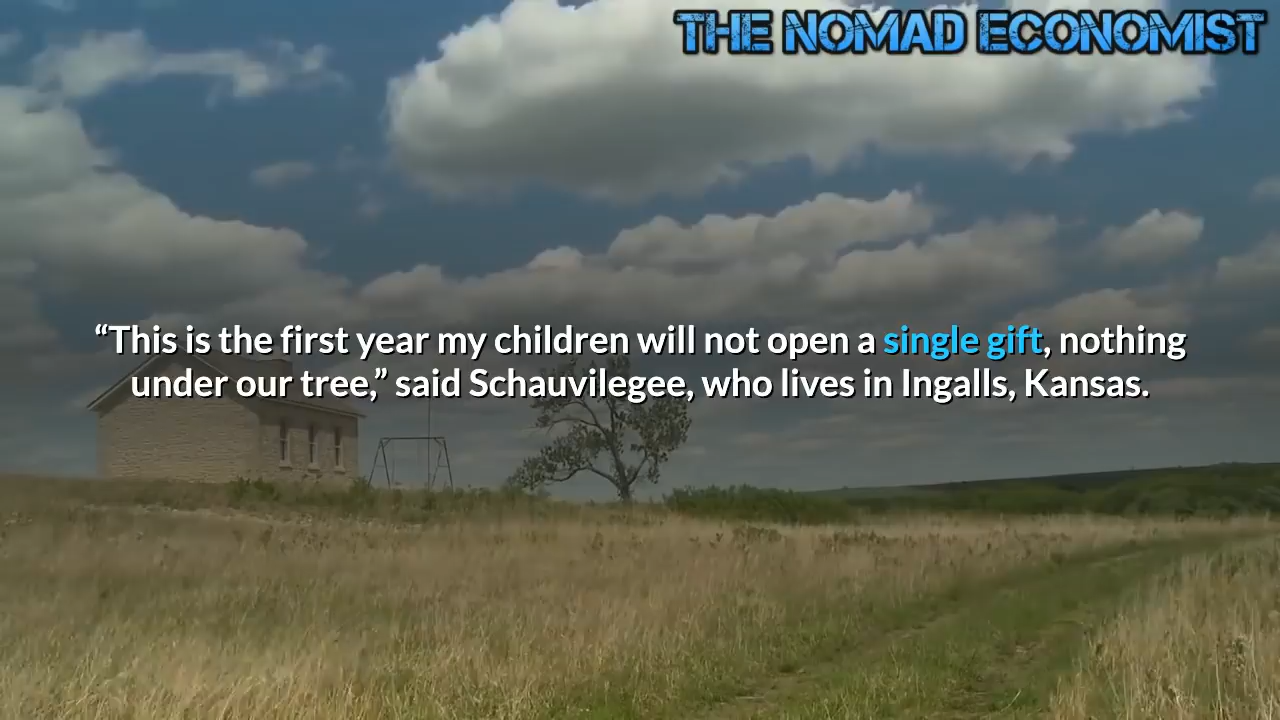 THE NOMAD ECONOMIST
“This is the first year my children will not open a single gift, nothing
under our tree,” said Schauvilegee, who lives in Ingalls, Kansas.